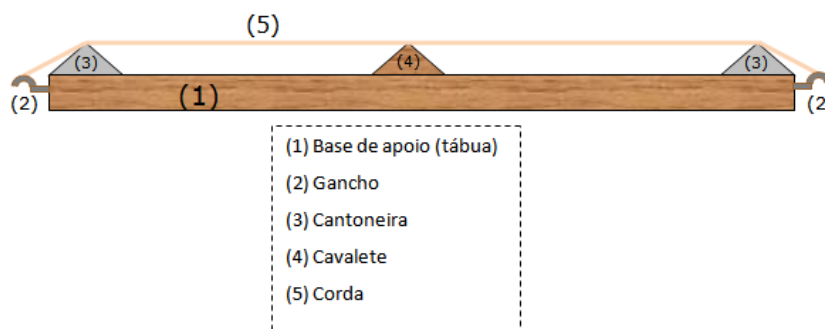 (5)
(3)
(4)
(3)
(2)
(1)
(2)
(1) Base de apoio (tábua)
(2) Gancho
(3) Cantoneira
(4) Cavalete
(5) Corda